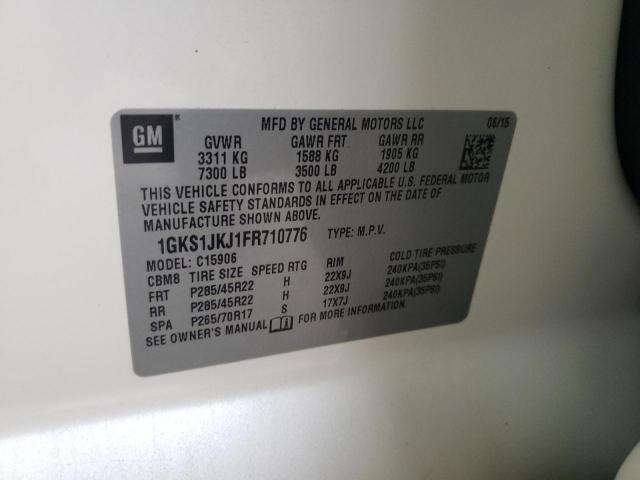 GM
MFD BY GENERAL MOTORS LLC 06/15
GVWR GAWR FRT GAWR RR
3311 KG 1588 KG 1905 KG
7300 LB 3500 LB 4200 LB
THIS VEHICLE CONFORMS TO ALL APPLICABLE U.S. FEDERAL MOTOR
VEHICLE SAFETY STANDARDS IN EFFECT ON THE DATE OF
MANUFACTURE SHOWN ABOVE.
1GKS1JKJ1FR710776 TYPE: M.P.V.
MODEL: C15906
CBM8 TIRE SIZE SPEED RTG RIM COLD TIRE PRESSURE
FRT P285/45R22 H 22X9J 240KPA(35PSI)
RR P285/45R22 H 22X9J 240KPA(35PSI)
SPA P265/70R17 S 17X7J 240KPA(35PSI)
SEE OWNER'S MANUAL FOR MORE INFORMATION.